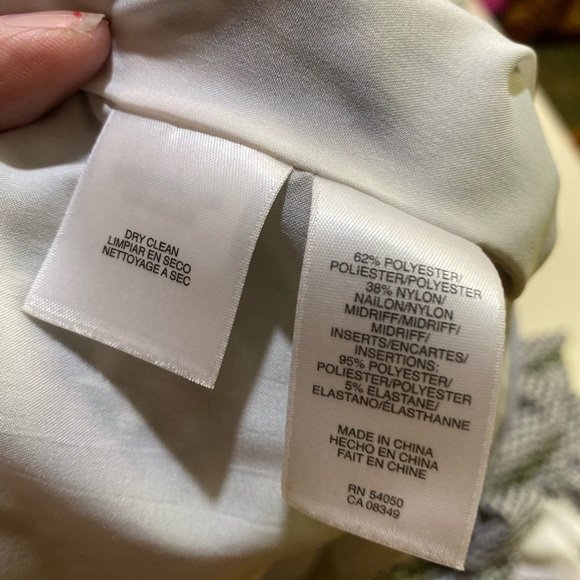 DRY CLEAN
LIMPIAR EN SECO
NETTOYAGE A SEC
62% POLYESTER/
POLIESTER/POLYESTER
38% NYLON/
NAILON/NYLON
MIDRIFF/MIDRIFF/
MIDRIFF/
INSERTS/ENCARTES/
INSERTIONS:
95% POLYESTER/
POLIESTER/POLYESTER
5% ELASTANE/
ELASTANO/ÉLASTHANNE
MADE IN CHINA
HECHO EN CHINA
FAIT EN CHINE
RN 54050
CA 08349